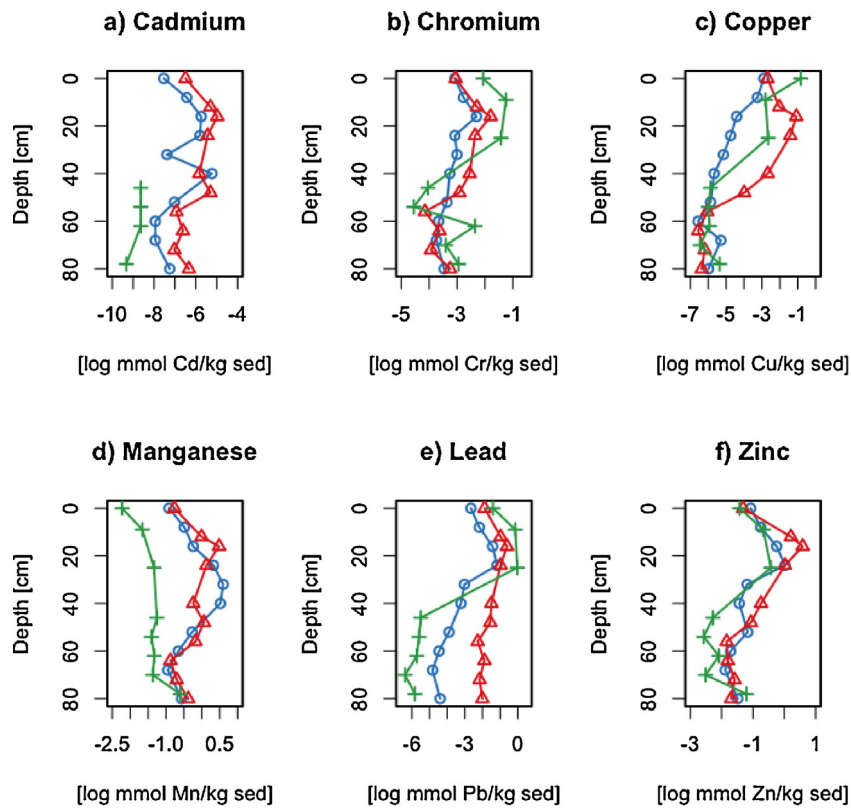 a) Cadmium
b) Chromium
c) Copper
Depth [cm]
0
20
40
60
80
-10 -8 -6 -4
[log mmol Cd/kg sed]
Depth [cm]
0
20
40
60
80
-5 -3 -1
[log mmol Cr/kg sed]
Depth [cm]
0
20
40
60
80
-7 -5 -3 -1
[log mmol Cu/kg sed]
d) Manganese
e) Lead
f) Zinc
Depth [cm]
0
20
40
60
80
-2.5 -1.0 0.5
[log mmol Mn/kg sed]
Depth [cm]
0
20
40
60
80
-6 -3 0
[log mmol Pb/kg sed]
Depth [cm]
0
20
40
60
80
-3 -1 1
[log mmol Zn/kg sed]